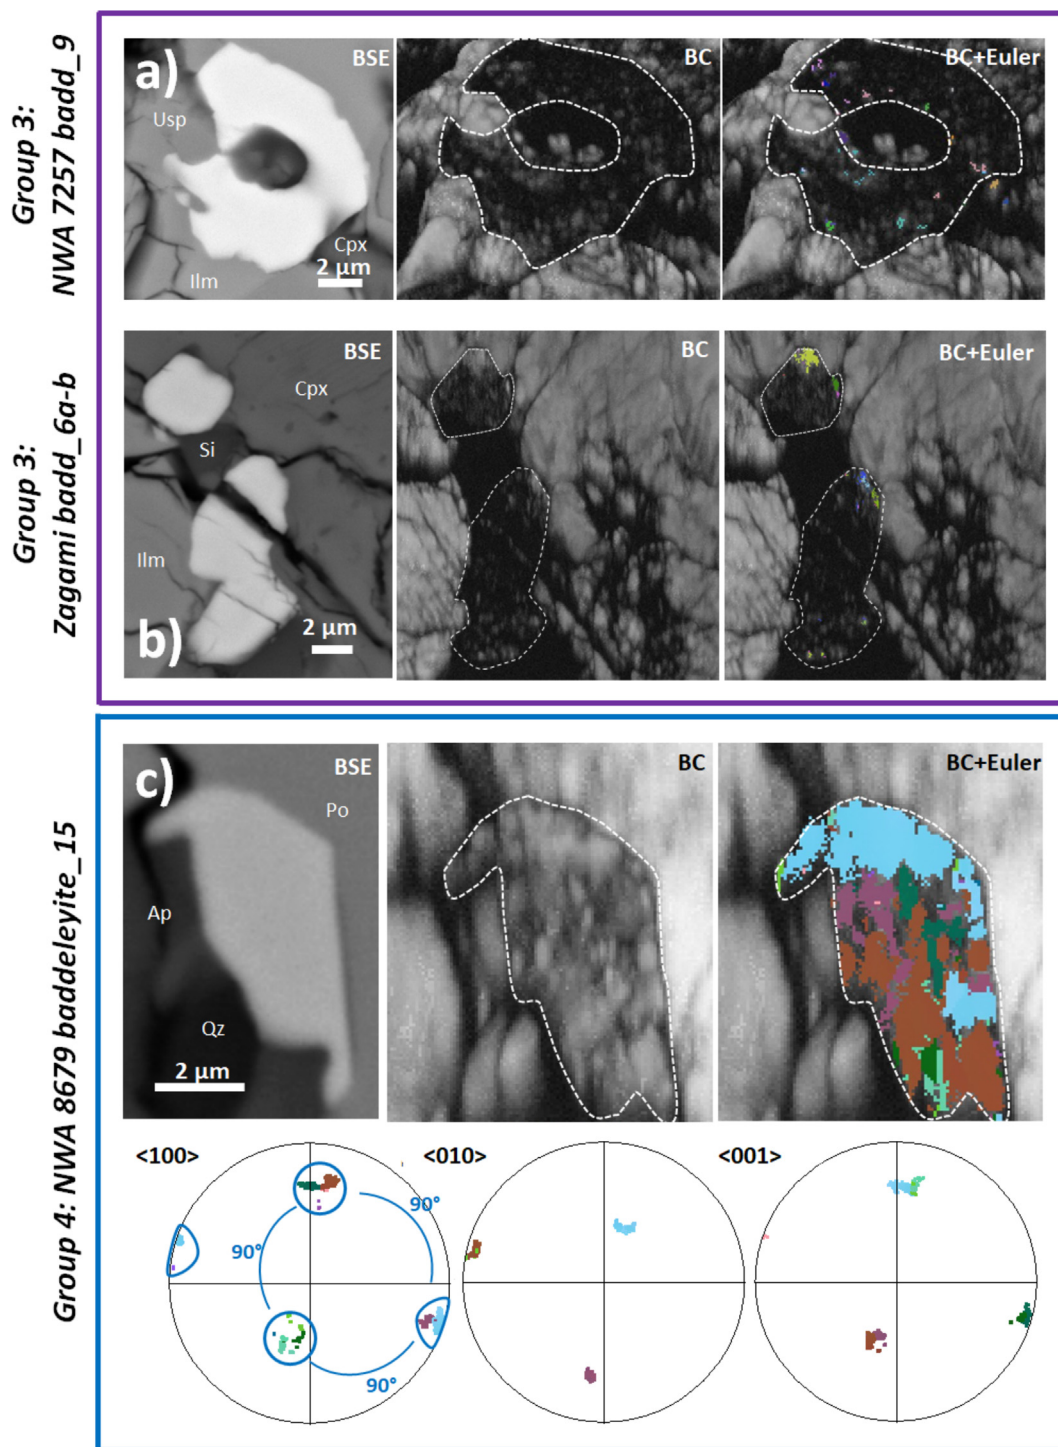 Group 3:
NWA 7257 badd_9
a)
BSE
Usp
Cpx
2 µm
Ilm
BC
BC+Euler
Group 3:
Zagami badd_6a-b
BSE
Cpx
Si
Ilm
b)
2 µm
BC
BC+Euler
Group 4: NWA 8679 baddeleyite_15
c)
BSE
Po
Ap
Qz
2 µm
BC
BC+Euler
<100>
90°
90°
90°
<010>
<001>